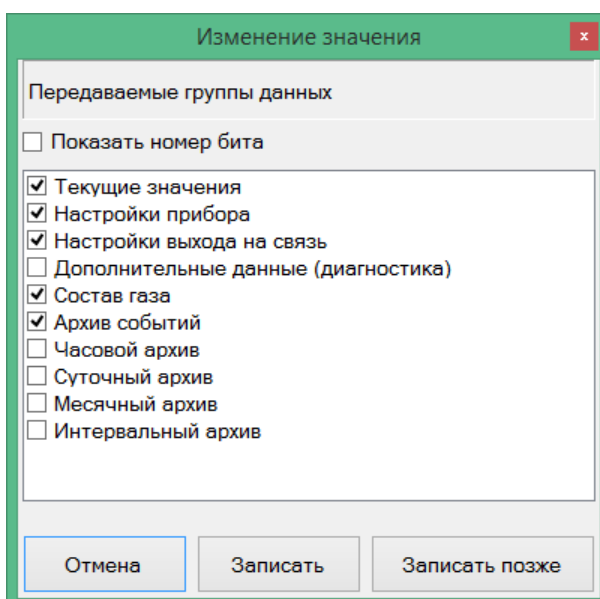 Изменение значения
x
Передаваемые группы данных
Показать номер бита
Текущие значения
Настройки прибора
Настройки выхода на связь
Дополнительные данные (диагностика)
Состав газа
Архив событий
Часовой архив
Суточный архив
Месячный архив
Интервальный архив
Отмена
Записать
Записать позже